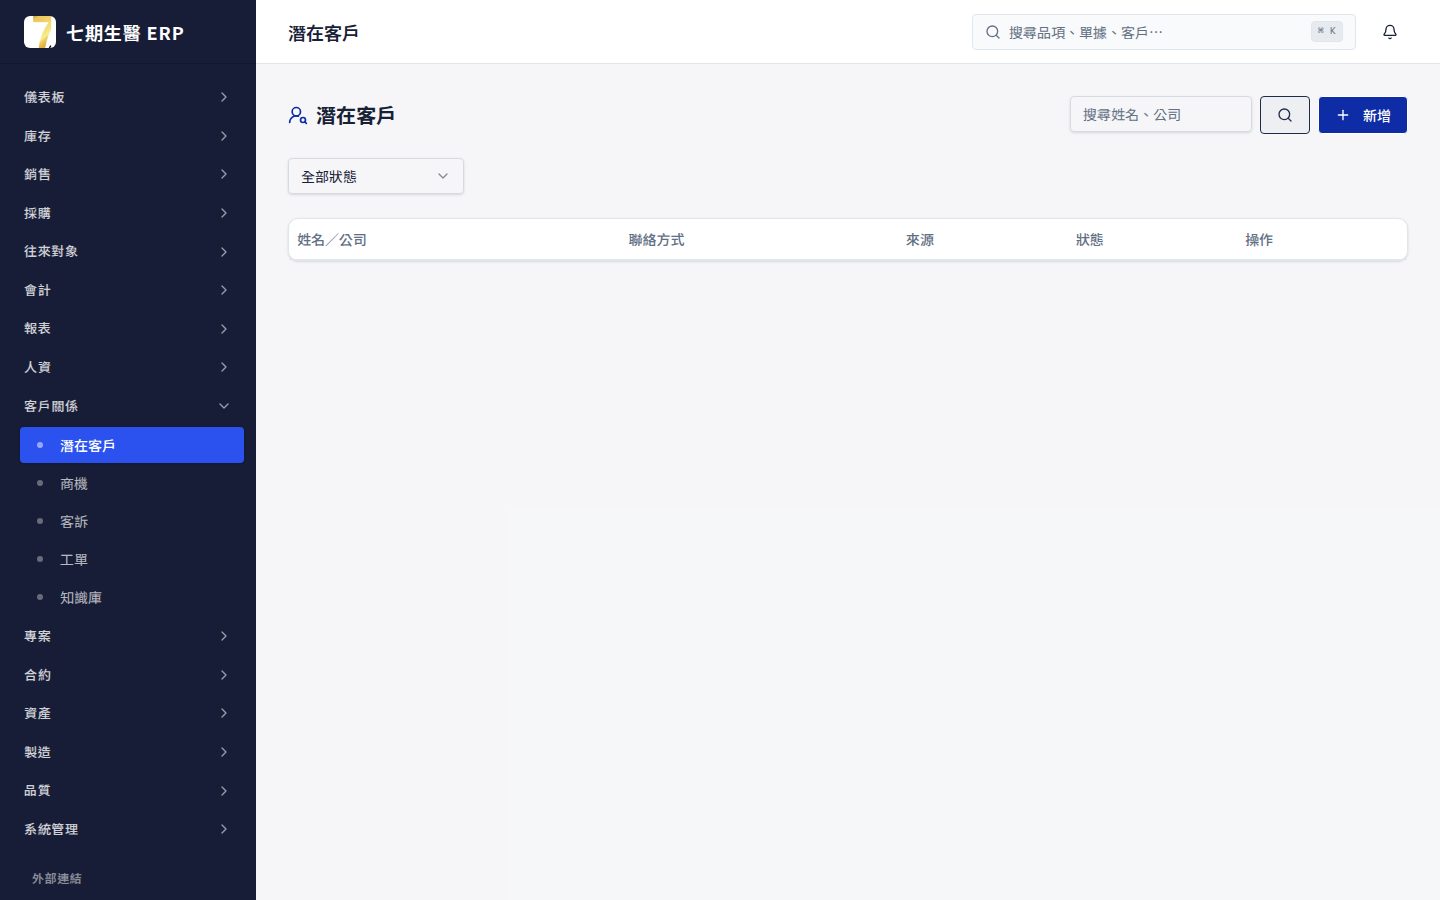 七期生醫 ERP
潛在客戶
搜尋品項、單據、客戶…
⌘ K
儀表板
庫存
銷售
採購
往來對象
會計
報表
人資
客戶關係
潛在客戶
商機
客訴
工單
知識庫
專案
合約
資產
製造
品質
系統管理
外部連結
潛在客戶
搜尋姓名、公司
新增
全部狀態
姓名／公司
聯絡方式
來源
狀態
操作